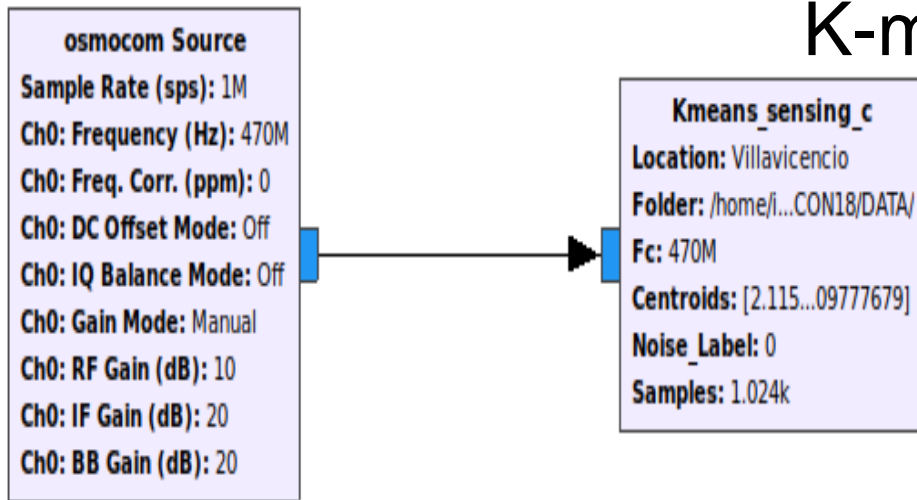 K-m
osmocom Source
Sample Rate (sps): 1M
Ch0: Frequency (Hz): 470M
Ch0: Freq. Corr. (ppm): 0
Ch0: DC Offset Mode: Off
Ch0: IQ Balance Mode: Off
Ch0: Gain Mode: Manual
Ch0: RF Gain (dB): 10
Ch0: IF Gain (dB): 20
Ch0: BB Gain (dB): 20
Kmeans_sensing_c
Location: Villavicencio
Folder: /home/i...CON18/DATA/
Fc: 470M
Centroids: [2.115...09777679]
Noise_Label: 0
Samples: 1.024k